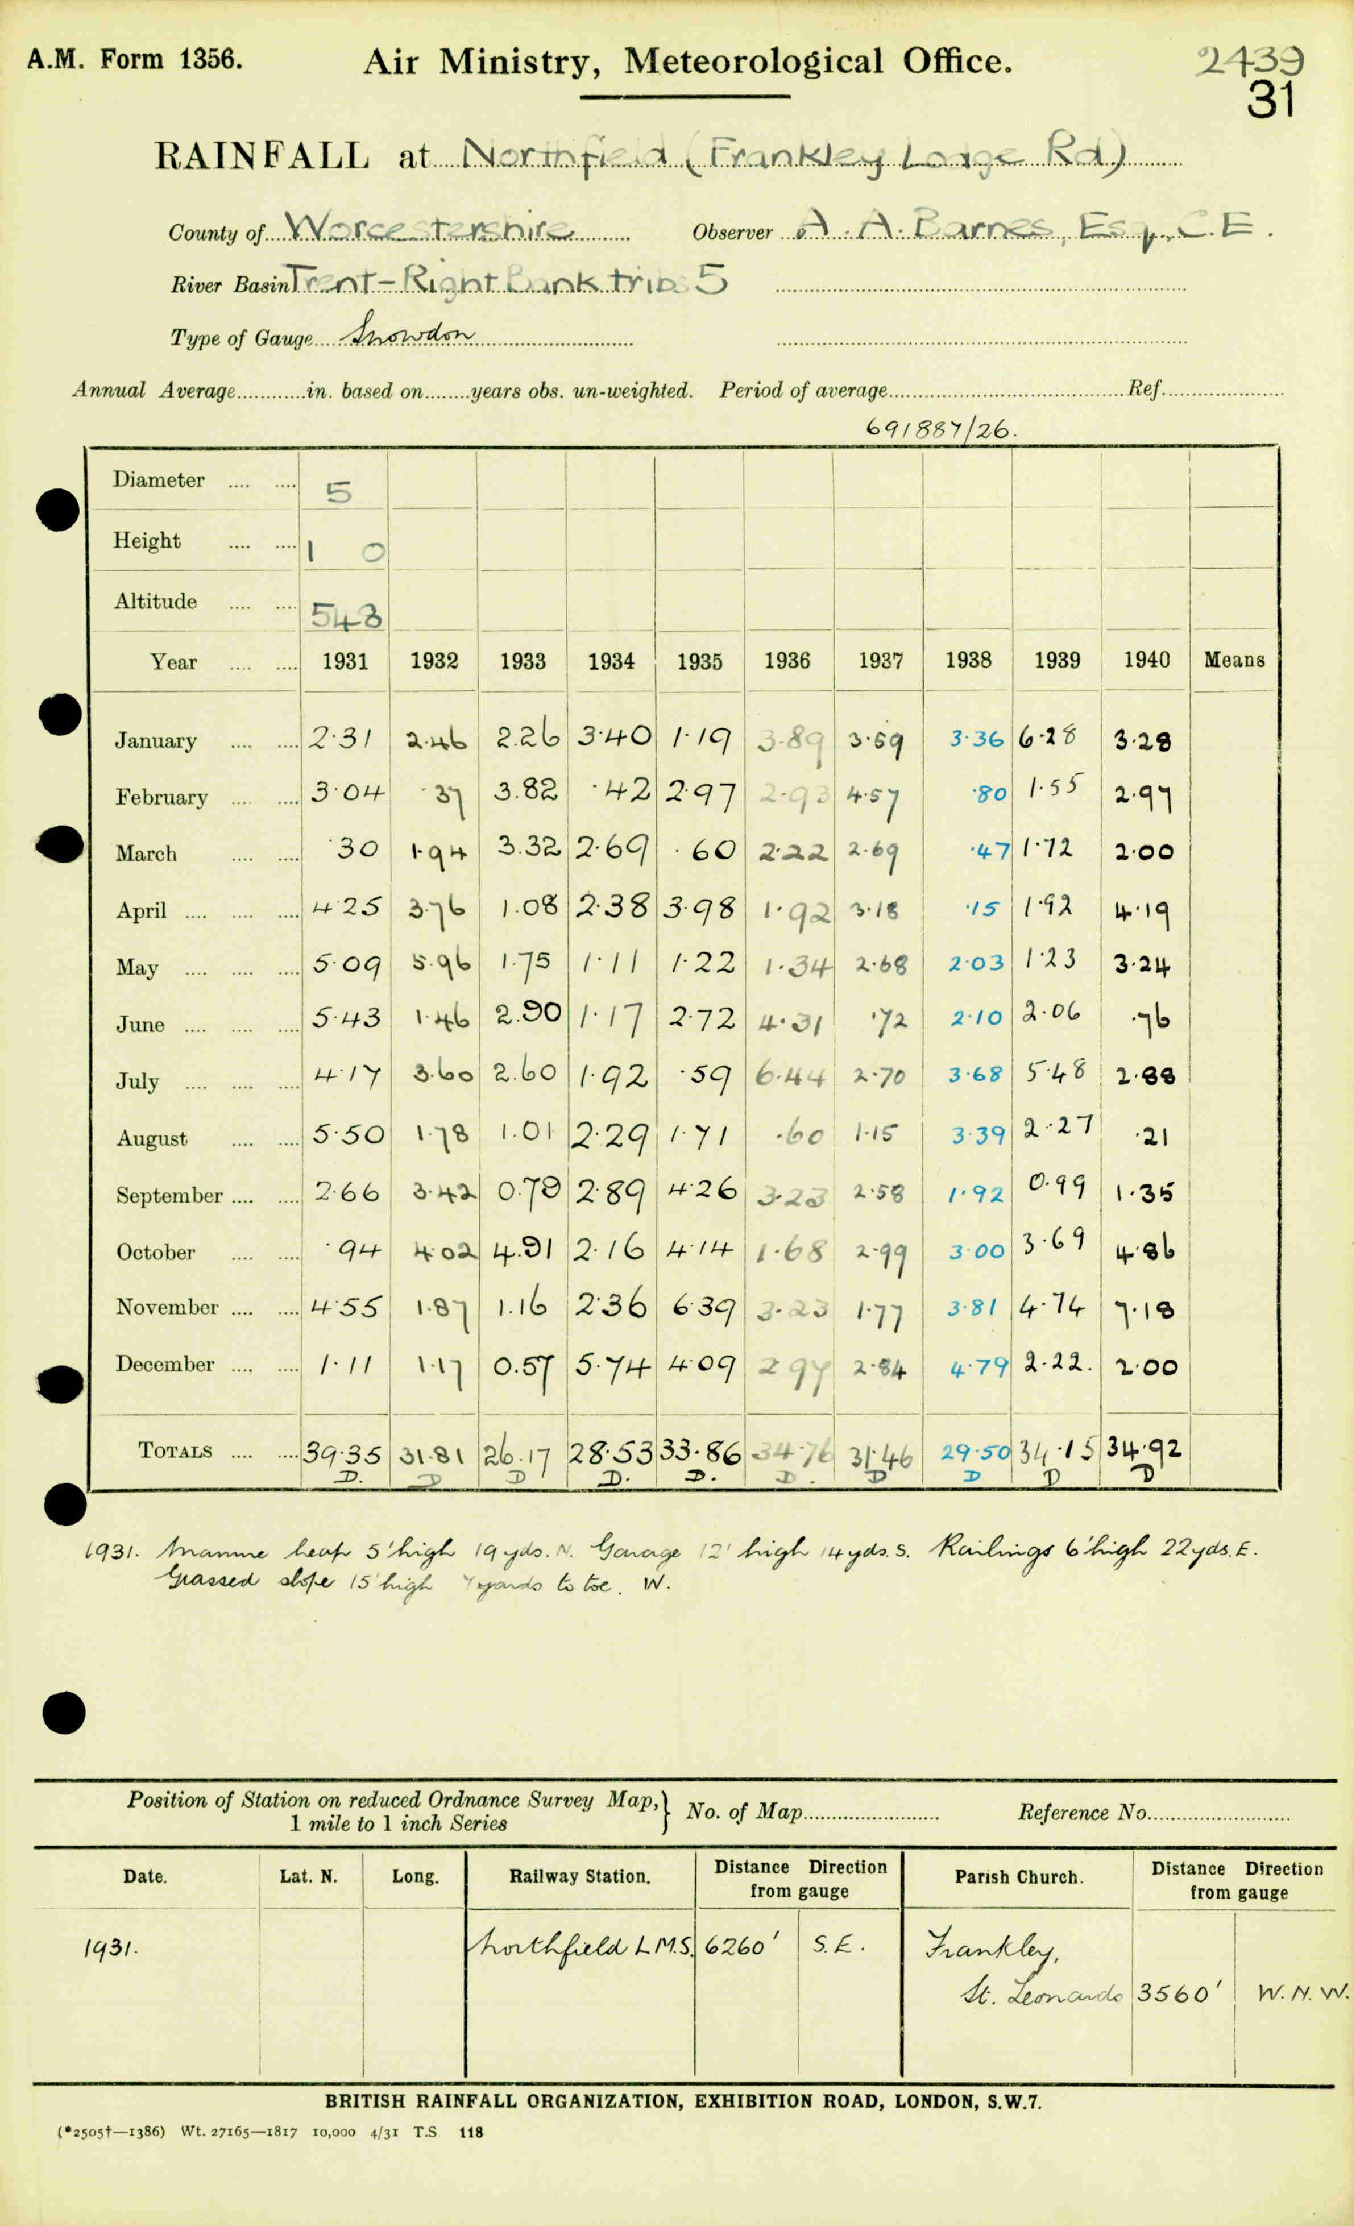 A.M. Form 1356. Air Ministry, Meteorological Office. 2439
31
RAINFALL at Northfield (Frankley Lodge Rd)
County of Worcestershire Observer A. A. Barnes, Esq., C.E.
River Basin Trent-Right Bank tribs 5
Type of Gauge Snowdon
Annual Average in. based on years obs. un-weighted. Period of average Ref.
691887/26.
Diameter 5
Height 1 0
Altitude 548
Year 1931 1932 1933 1934 1935 1936 1937 1938 1939 1940 Means
January 2.31 2.46 2.26 3.40 1.19 3.89 3.59 3.36 6.28 3.28
February 3.04 .37 3.82 .42 2.97 2.93 4.57 .80 1.55 2.97
March .30 1.94 3.32 2.69 .60 2.22 2.69 .47 1.72 2.00
April 4.25 3.76 1.08 2.38 3.98 1.92 3.18 .15 1.92 4.19
May 5.09 5.96 1.75 1.11 1.22 1.34 2.68 2.03 1.23 3.24
June 5.43 1.46 2.90 1.17 2.72 4.31 .72 2.10 2.06 .76
July 4.17 3.60 2.60 1.92 .59 6.44 2.70 3.68 5.48 2.88
August 5.50 1.78 1.01 2.29 1.71 .60 1.15 3.39 2.27 .21
September 2.66 3.42 0.79 2.89 4.26 3.23 2.58 1.92 0.99 1.35
October .94 4.02 4.91 2.16 4.14 1.68 2.99 3.00 3.69 4.86
November 4.55 1.87 1.16 2.36 6.39 3.23 1.77 3.81 4.74 7.18
December 1.11 1.17 0.57 5.74 4.09 2.97 2.84 4.79 2.22. 2.00
TOTALS 39.35 31.81 26.17 28.53 33.86 34.76 31.46 29.50 34.15 34.92
D. D D D. D. D. D D D D
1931. Manure heap 5' high 19 yds. N. Garage 12' high 14 yds. S. Railings 6' high 22 yds. E.
Grassed slope 15' high 7 yards to toe. W.
Position of Station on reduced Ordnance Survey Map, } No. of Map Reference No.
1 mile to 1 inch Series
Date. Lat. N. Long. Railway Station. Distance Direction from gauge Parish Church. Distance Direction from gauge
1931. Northfield L.M.S. 6260' S.E. Frankley,
St. Leonards 3560' W.N.W.
BRITISH RAINFALL ORGANIZATION, EXHIBITION ROAD, LONDON, S.W.7.
(*2505†—1386) Wt. 27165—1817 10,000 4/31 T.S 118